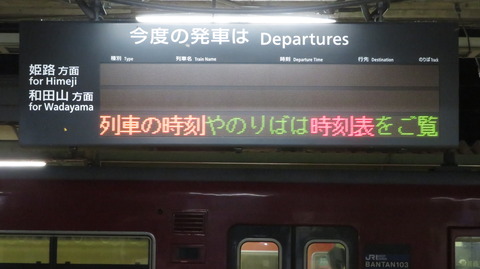 今度の発車は Departures
種別 Type 列車名 Train Name 時刻 Departure Time 行先 Destination のりば Track
姫路 方面
for Himeji
和田山 方面
for Wadayama
列車の時刻やのりばは時刻表をご覧
JR
BANTAN103